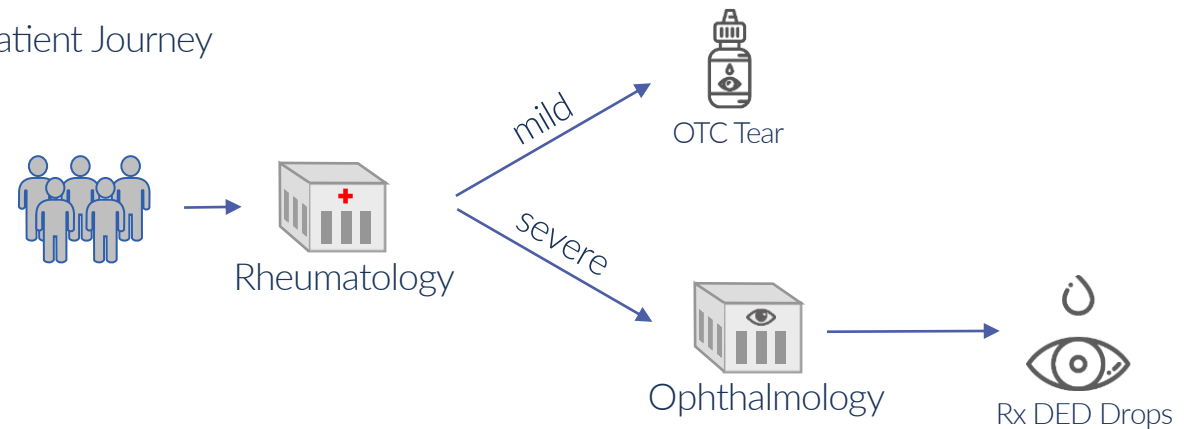 atient Journey
mild
OTC Tear
severe
Rheumatology
Ophthalmology
Rx DED Drops